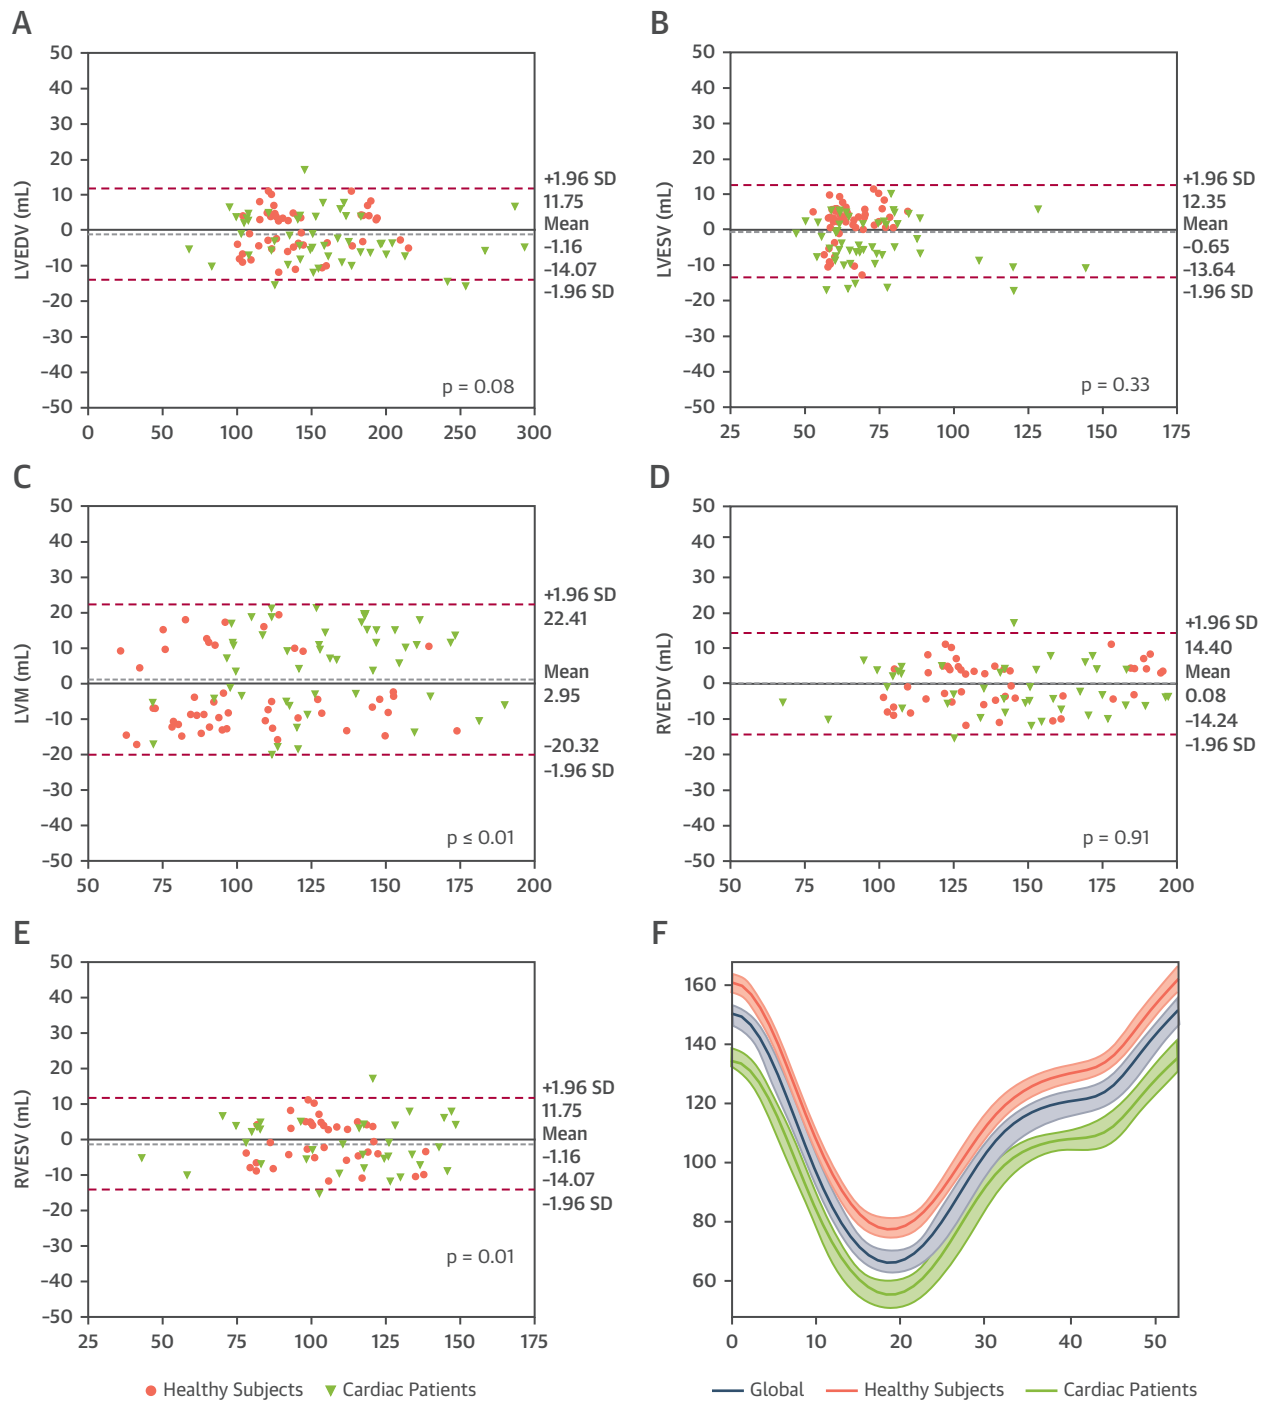 A
50
40
30
20
10
0
-10
-20
-30
-40
-50
LVEDV (mL)
+1.96 SD
11.75
Mean
-1.16
-14.07
-1.96 SD
p = 0.08
0 50 100 150 200 250 300
B
50
40
30
20
10
0
-10
-20
-30
-40
-50
LVESV (mL)
+1.96 SD
12.35
Mean
-0.65
-13.64
-1.96 SD
p = 0.33
25 50 75 100 125 150 175
C
50
40
30
20
10
0
-10
-20
-30
-40
-50
LVM (mL)
+1.96 SD
22.41
Mean
2.95
-20.32
-1.96 SD
p ≤ 0.01
50 75 100 125 150 175 200
D
50
40
30
20
10
0
-10
-20
-30
-40
-50
RVEDV (mL)
+1.96 SD
14.40
Mean
0.08
-14.24
-1.96 SD
p = 0.91
50 75 100 125 150 175 200
E
50
40
30
20
10
0
-10
-20
-30
-40
-50
RVESV (mL)
+1.96 SD
11.75
Mean
-1.16
-14.07
-1.96 SD
p = 0.01
25 50 75 100 125 150 175
Healthy Subjects Cardiac Patients
F
160
140
120
100
80
60
0 10 20 30 40 50
Global Healthy Subjects Cardiac Patients